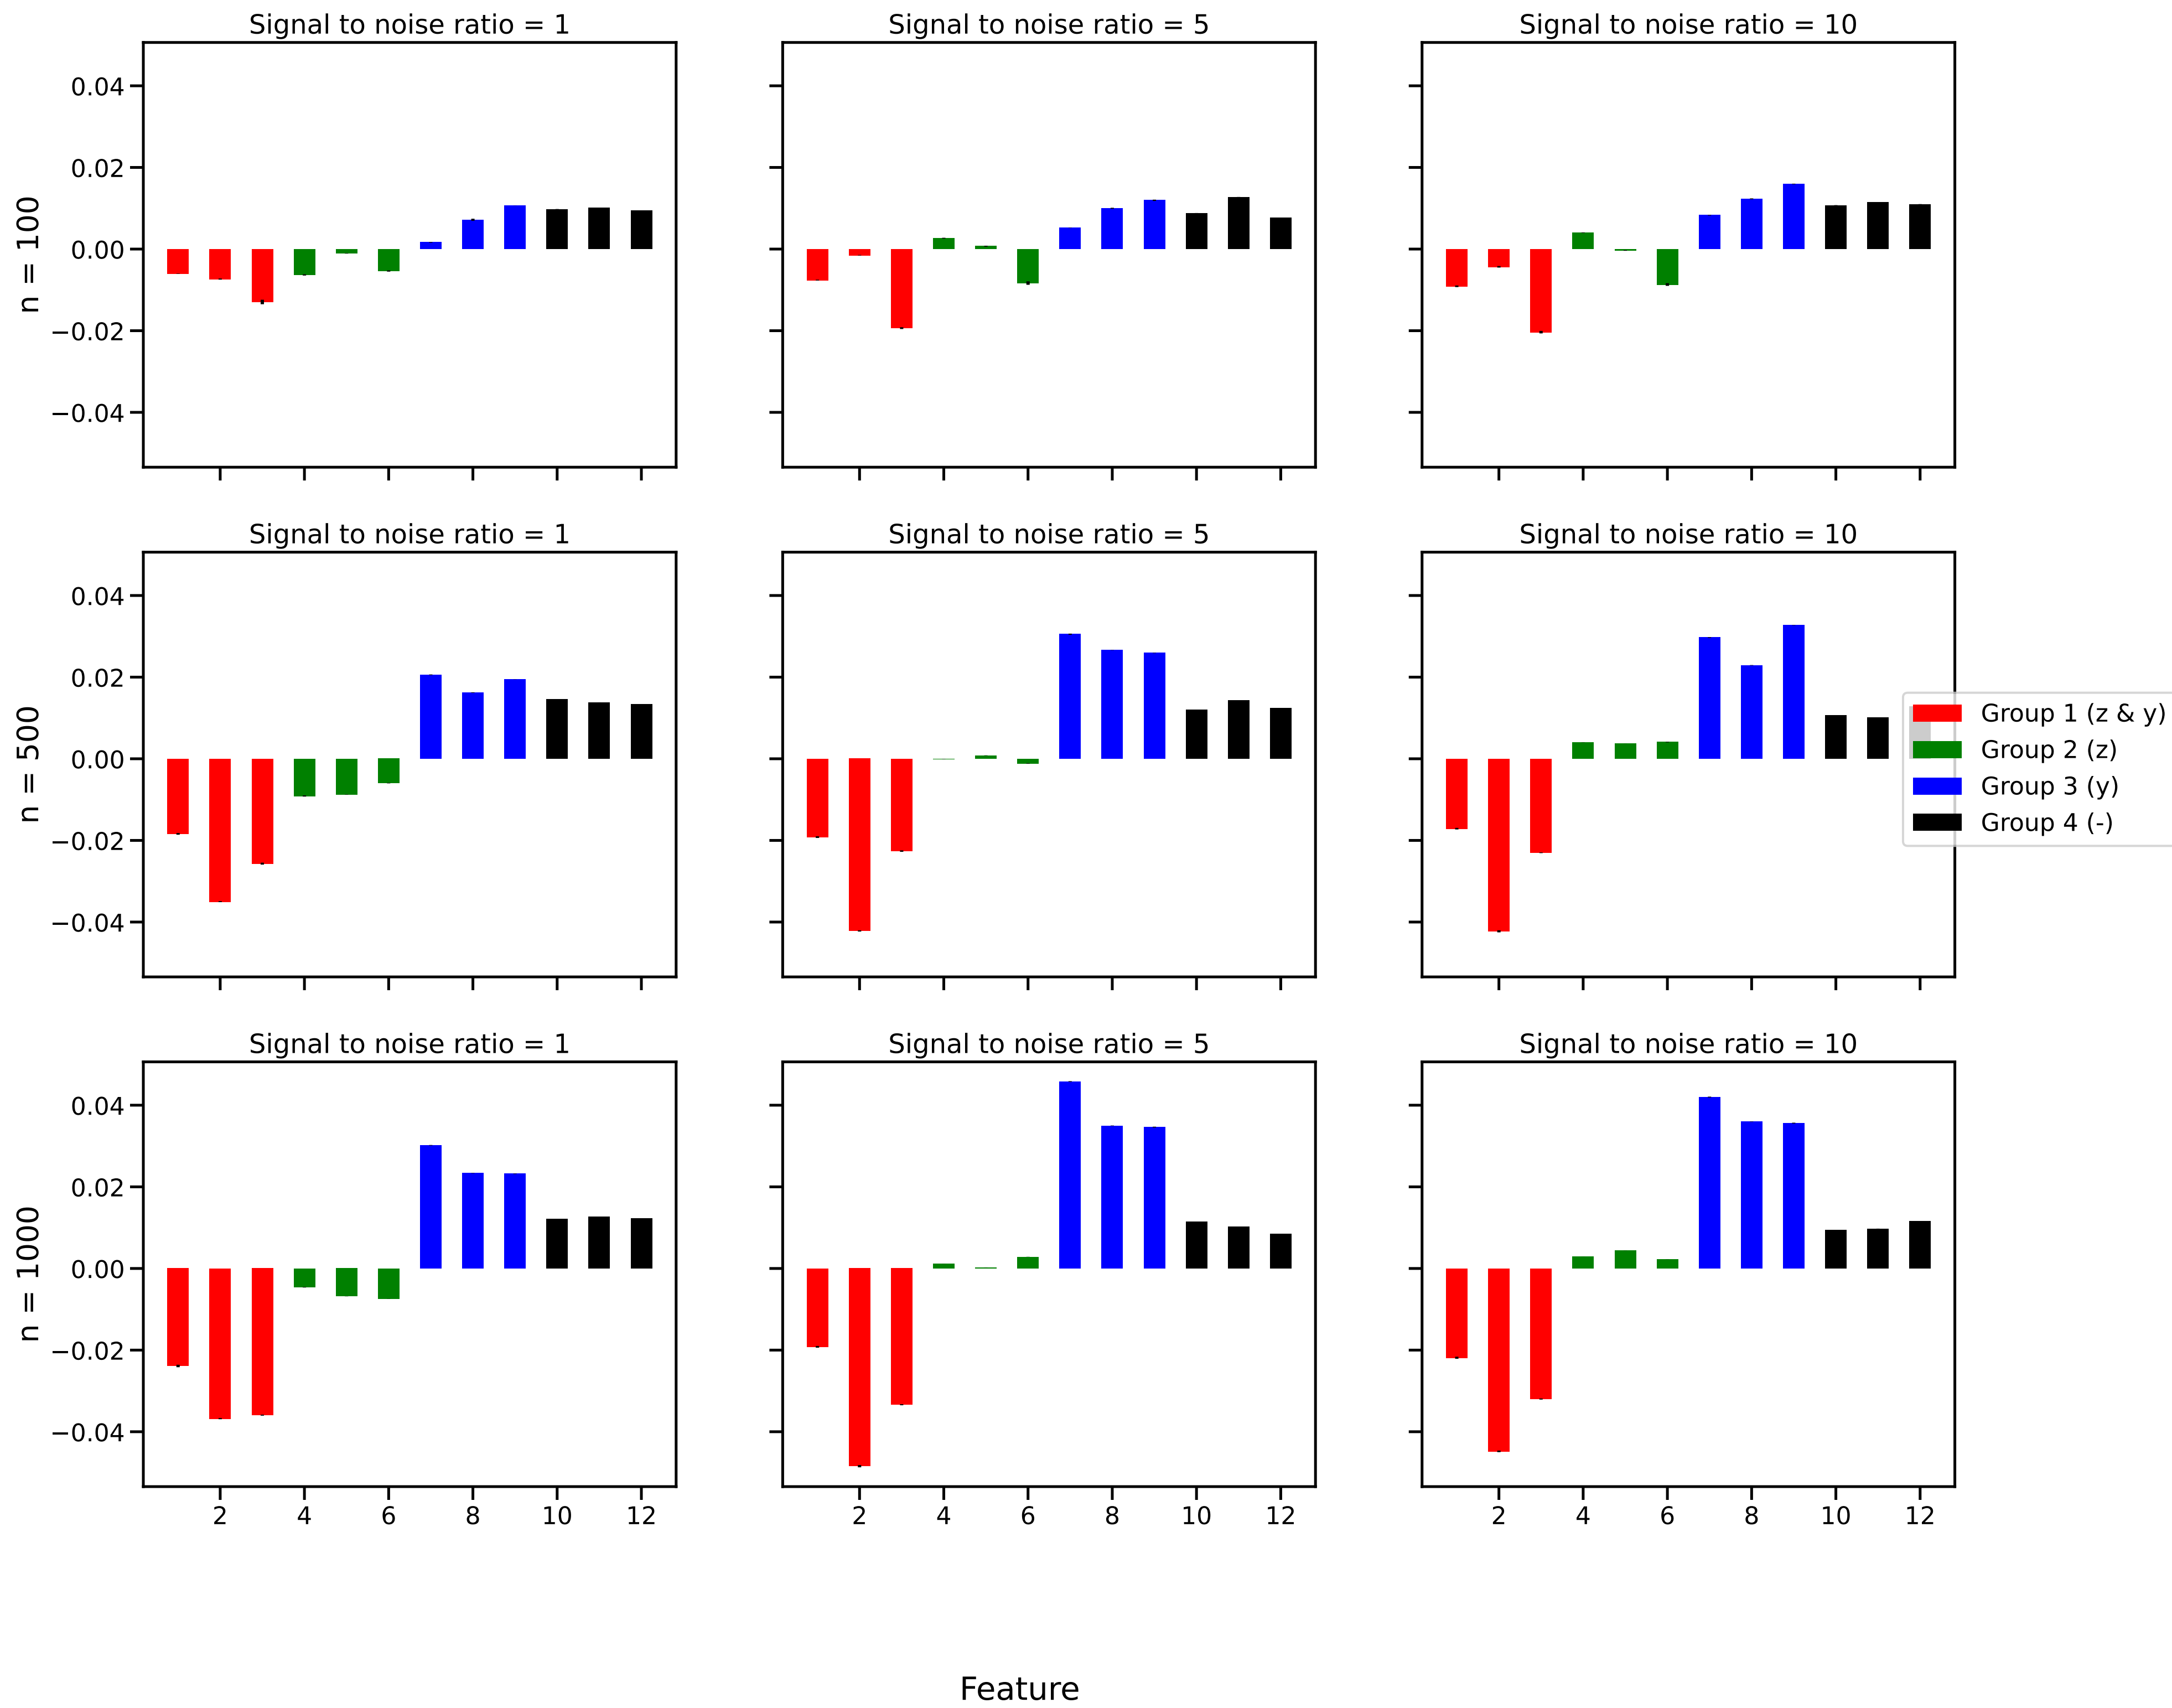 Signal to noise ratio = 1
Signal to noise ratio = 5
Signal to noise ratio = 10
n = 100
0.04
0.02
0.00
−0.02
−0.04
Signal to noise ratio = 1
Signal to noise ratio = 5
Signal to noise ratio = 10
n = 500
0.04
0.02
0.00
−0.02
−0.04
Group 1 (z & y)
Group 2 (z)
Group 3 (y)
Group 4 (-)
Signal to noise ratio = 1
Signal to noise ratio = 5
Signal to noise ratio = 10
n = 1000
0.04
0.02
0.00
−0.02
−0.04
2 4 6 8 10 12
2 4 6 8 10 12
2 4 6 8 10 12
Feature